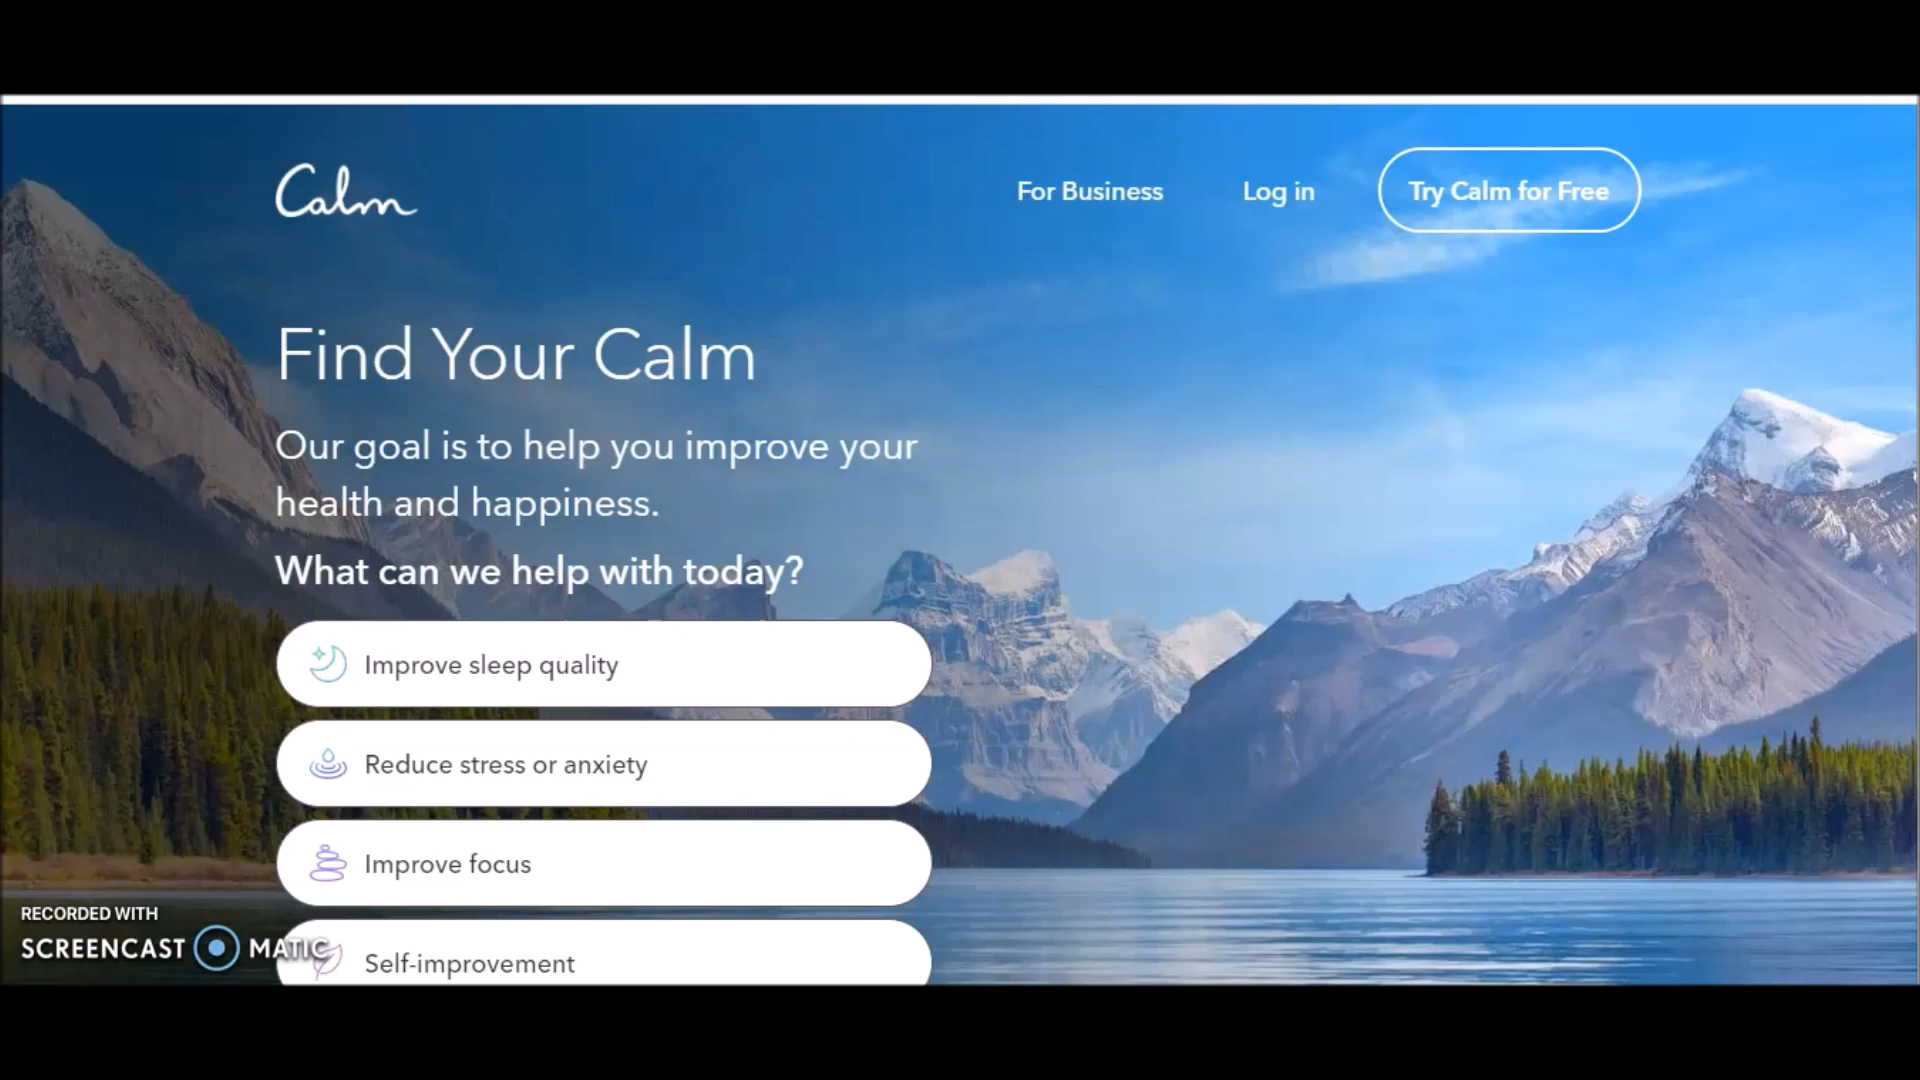 Calm
For Business
Log in
Try Calm for Free
Find Your Calm
Our goal is to help you improve your
health and happiness.
What can we help with today?
Improve sleep quality
Reduce stress or anxiety
Improve focus
Self-improvement
RECORDED WITH
SCREENCAST MATIC